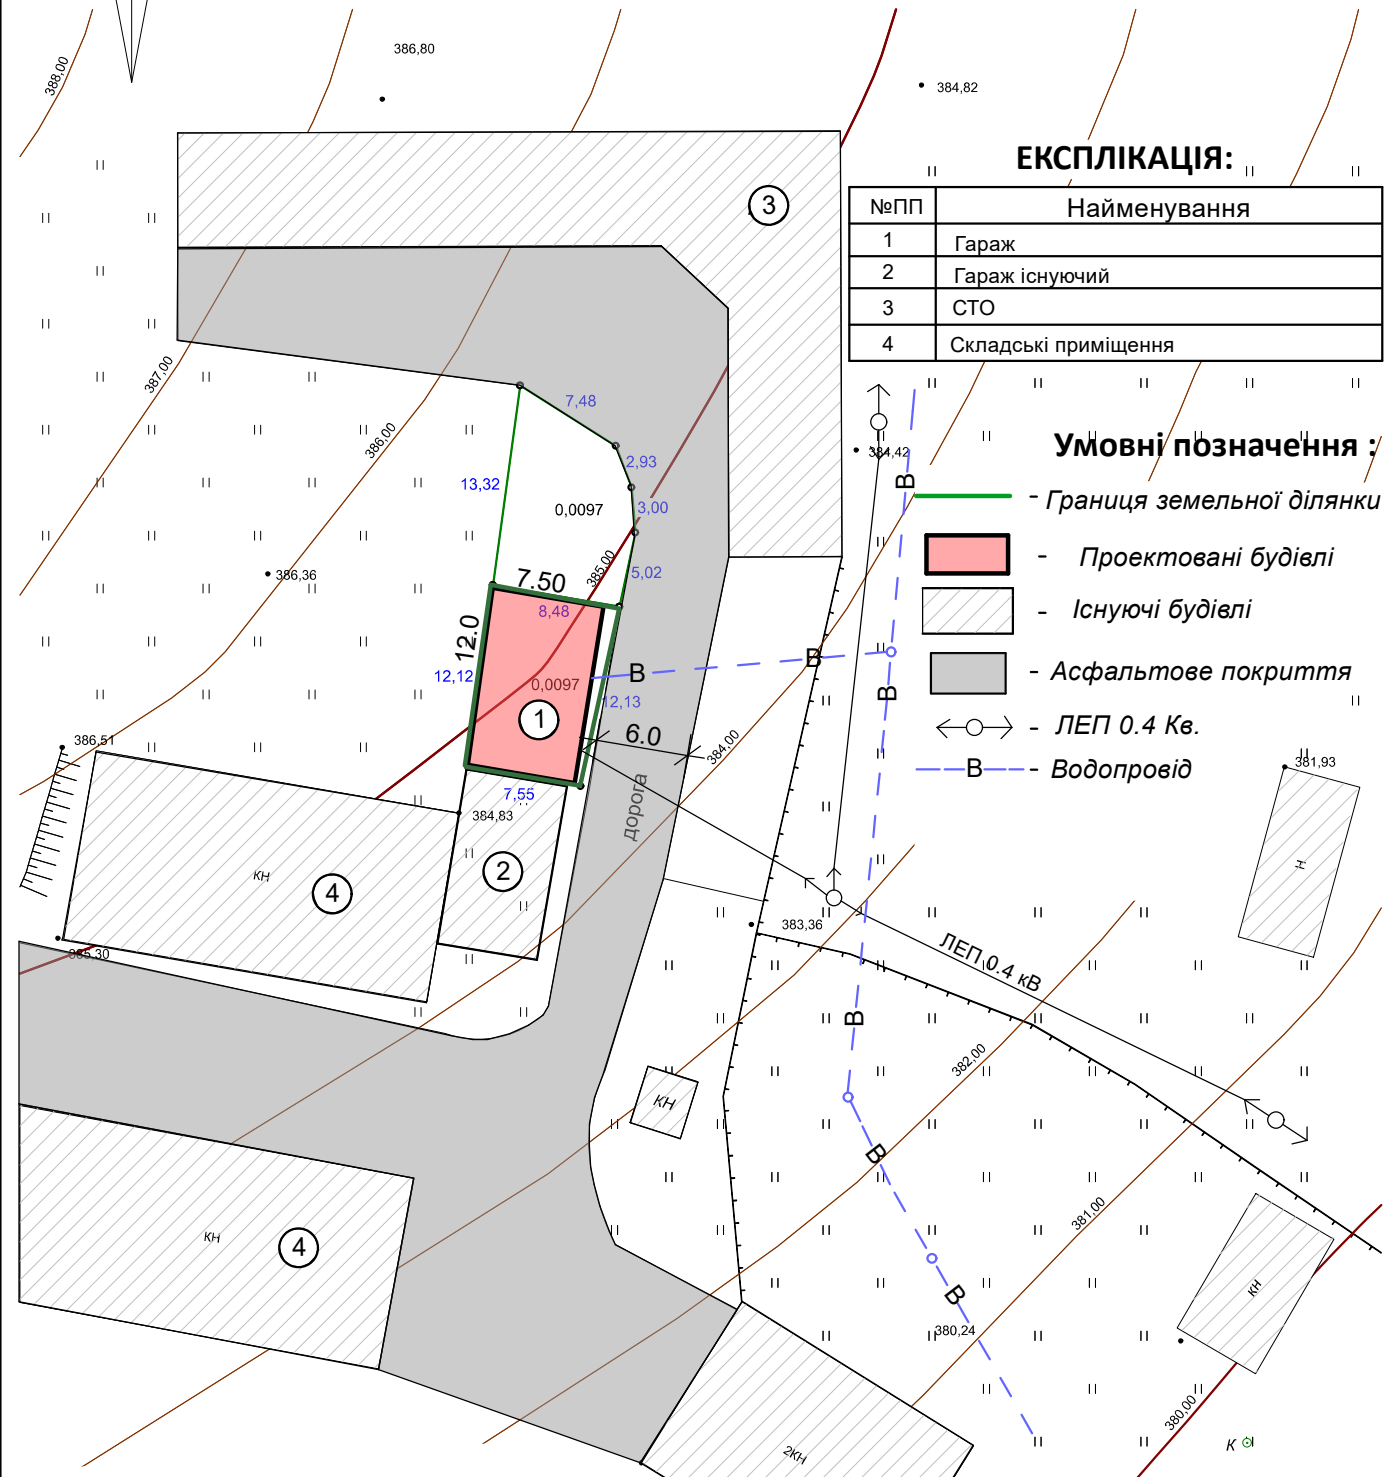 388,00
386,80
384,82
ЕКСПЛІКАЦІЯ:
№ПП Найменування
1 Гараж
2 Гараж існуючий
3 СТО
4 Складські приміщення
3
387,00
386,00
7,48
2,93
13,32
0,0097
3,00
385,00
5,02
386,36
7.50
8,48
12.0
12,12
0,0097
12,13
1
В
В
6.0
384,00
дорога
7,55
384,42
В
В
Умовні позначення :
- Границя земельної ділянки
- Проектовані будівлі
- Існуючі будівлі
- Асфальтове покриття
- ЛЕП 0.4 Кв.
В - Водопровід
386,51
384,83
381,93
КН
4
2
Н
385,30
383,36
ЛЕП 0.4 кВ
В
382,00
КН
В
381,00
КН
4
КН
В
380,24
380,00
2КН
К